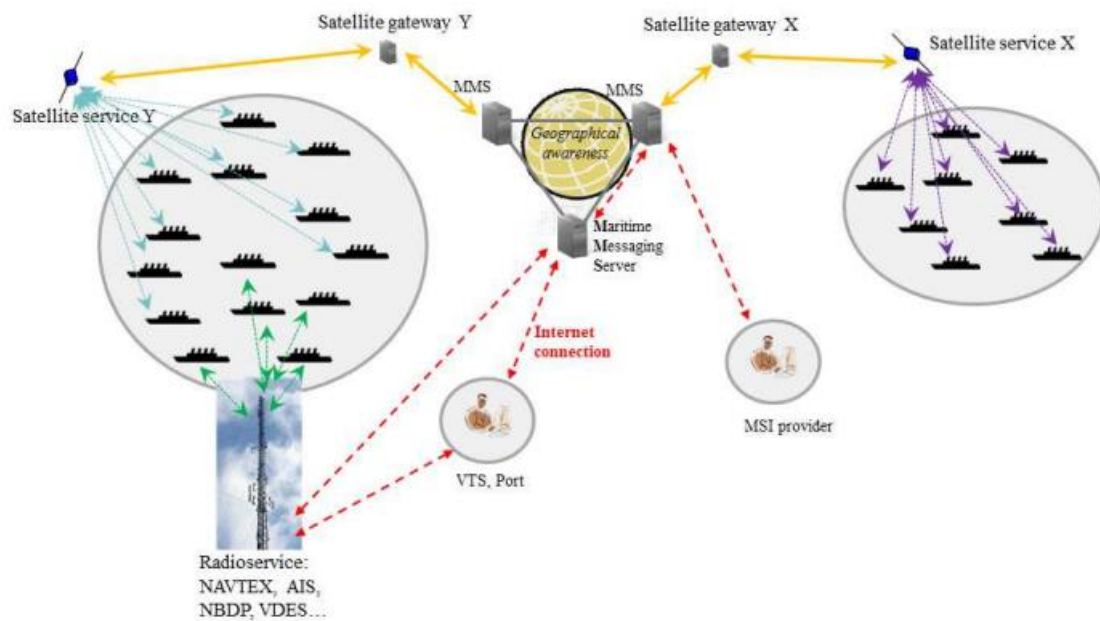 Satellite gateway Y
Satellite gateway X
Satellite service X
MMS
MMS
Satellite service Y
Geographical
awareness
Maritime
Messaging
Server
Internet
connection
MSI provider
VTS, Port
Radioservice:
NAVTEX, AIS,
NBDP, VDES…